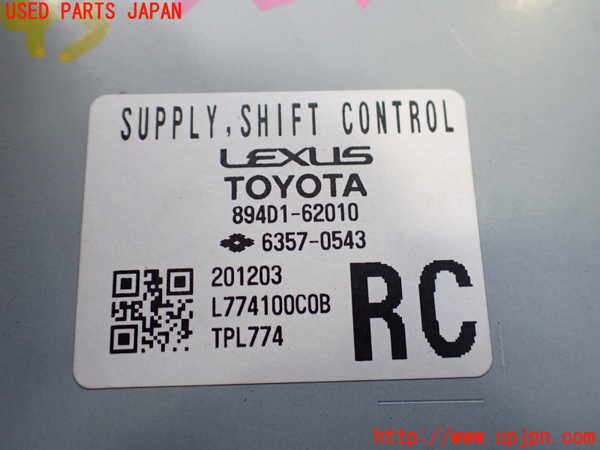 USED PARTS JAPAN
SUPPLY, SHIFT CONTROL
LEXUS
TOYOTA
894D1-62010
6357-0543
201203
L774100C0B
TPL774
RC
http://www.upjpn.com/